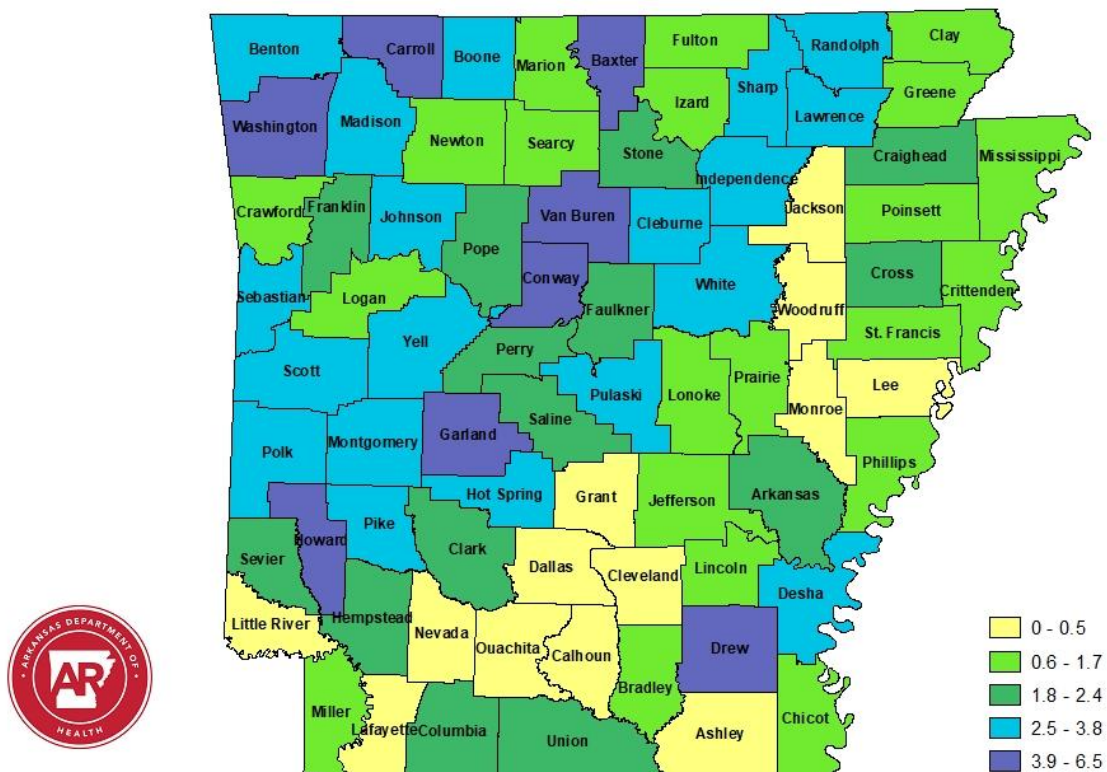 Benton
Carroll
Boone
Marion
Baxter
Fulton
Randolph
Clay
Washington
Madison
Newton
Searcy
Stone
Izard
Sharp
Lawrence
Greene
Crawford
Franklin
Johnson
Pope
Van Buren
Cleburne
Independence
Jackson
Craighead
Mississippi
Poinsett
Sebastian
Logan
Conway
Faulkner
White
Woodruff
Cross
Crittenden
St. Francis
Scott
Yell
Perry
Pulaski
Lonoke
Prairie
Monroe
Lee
Polk
Montgomery
Garland
Saline
Phillips
Hot Spring
Grant
Jefferson
Arkansas
Howard
Pike
Clark
Sevier
Dallas
Cleveland
Lincoln
Desha
Little River
Hempstead
Nevada
Ouachita
Calhoun
Bradley
Drew
Miller
Lafayette
Columbia
Union
Ashley
Chicot
ARKANSAS DEPARTMENT OF
AR
HEALTH
0 - 0.5
0.6 - 1.7
1.8 - 2.4
2.5 - 3.8
3.9 - 6.5